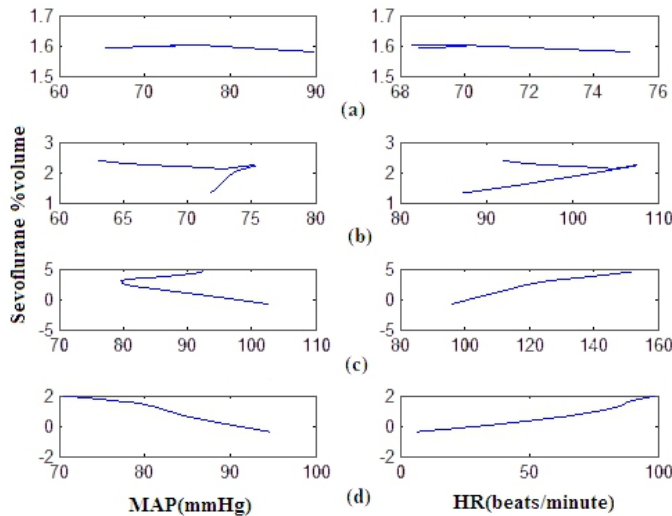 1.7
1.6
1.5
60 70 80 90
1.7
1.6
1.5
68 70 72 74 76
(a)
3
2
1
60 65 70 75 80
3
2
1
80 90 100 110
(b)
5
0
-5
70 80 90 100 110
5
0
-5
80 100 120 140 160
(c)
2
0
-2
70 80 90 100
2
0
-2
0 50 100
(d)
Sevoflurane %volume
MAP(mmHg)
HR(beats/minute)